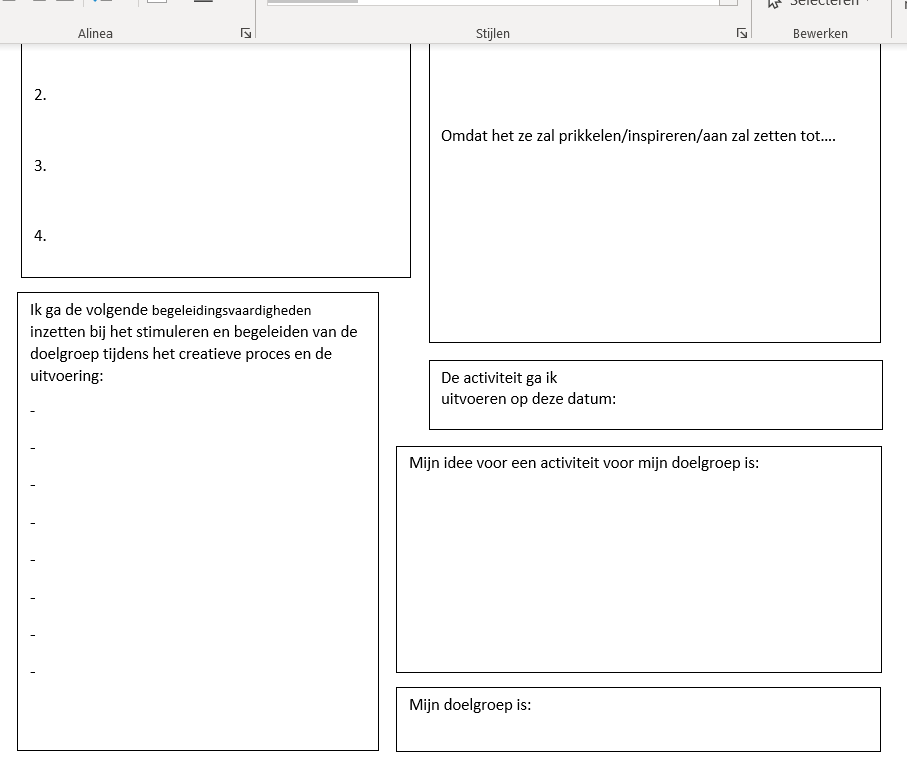 Selecteren
Alinea
Stijlen
Bewerken
2.
3.
4.
Omdat het ze zal prikkelen/inspireren/aan zal zetten tot....
Ik ga de volgende begeleidingsvaardigheden
inzetten bij het stimuleren en begeleiden van de
doelgroep tijdens het creatieve proces en de
uitvoering:
-
-
-
-
-
-
-
-
De activiteit ga ik
uitvoeren op deze datum:
Mijn idee voor een activiteit voor mijn doelgroep is:
Mijn doelgroep is: